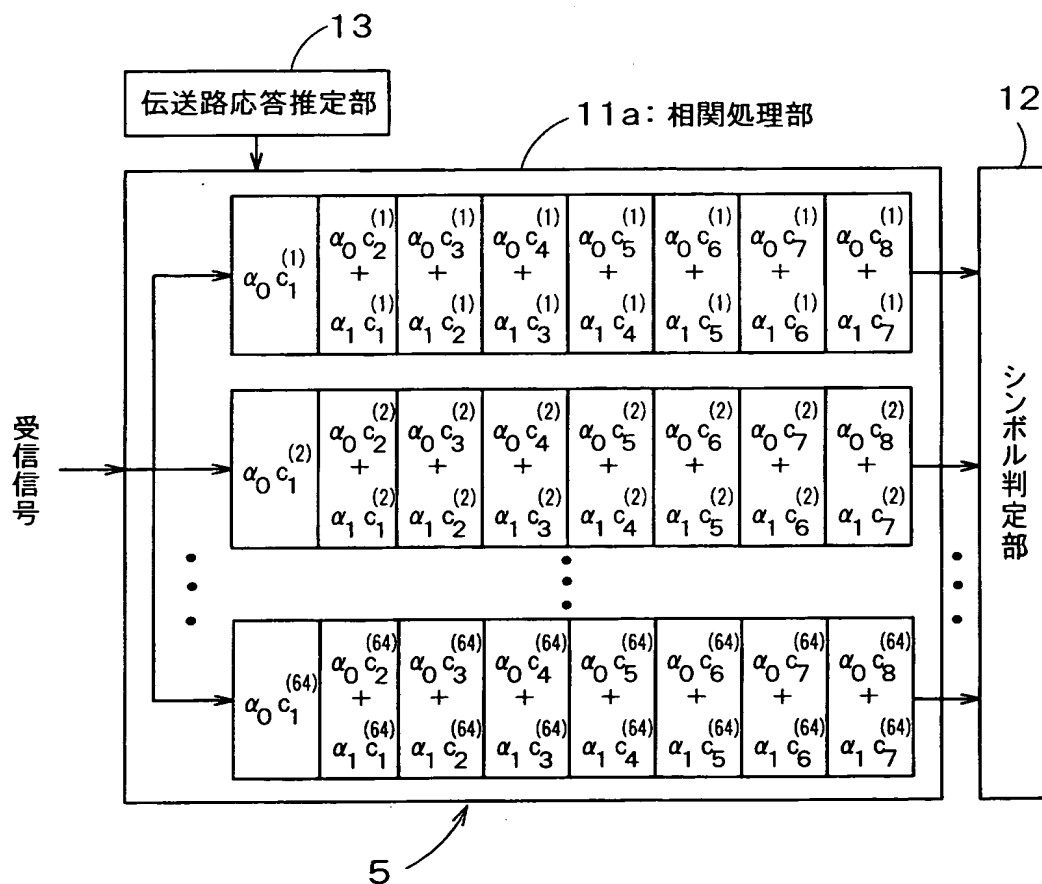 13
伝送路応答推定部
11a: 相関処理部
12
受信信号
α0 c1(1)
α0 c2(1) + α1 c1(1)
α0 c3(1) + α1 c2(1)
α0 c4(1) + α1 c3(1)
α0 c5(1) + α1 c4(1)
α0 c6(1) + α1 c5(1)
α0 c7(1) + α1 c6(1)
α0 c8(1) + α1 c7(1)
α0 c1(2)
α0 c2(2) + α1 c1(2)
α0 c3(2) + α1 c2(2)
α0 c4(2) + α1 c3(2)
α0 c5(2) + α1 c4(2)
α0 c6(2) + α1 c5(2)
α0 c7(2) + α1 c6(2)
α0 c8(2) + α1 c7(2)
α0 c1(64)
α0 c2(64) + α1 c1(64)
α0 c3(64) + α1 c2(64)
α0 c4(64) + α1 c3(64)
α0 c5(64) + α1 c4(64)
α0 c6(64) + α1 c5(64)
α0 c7(64) + α1 c6(64)
α0 c8(64) + α1 c7(64)
シンボル判定部
5